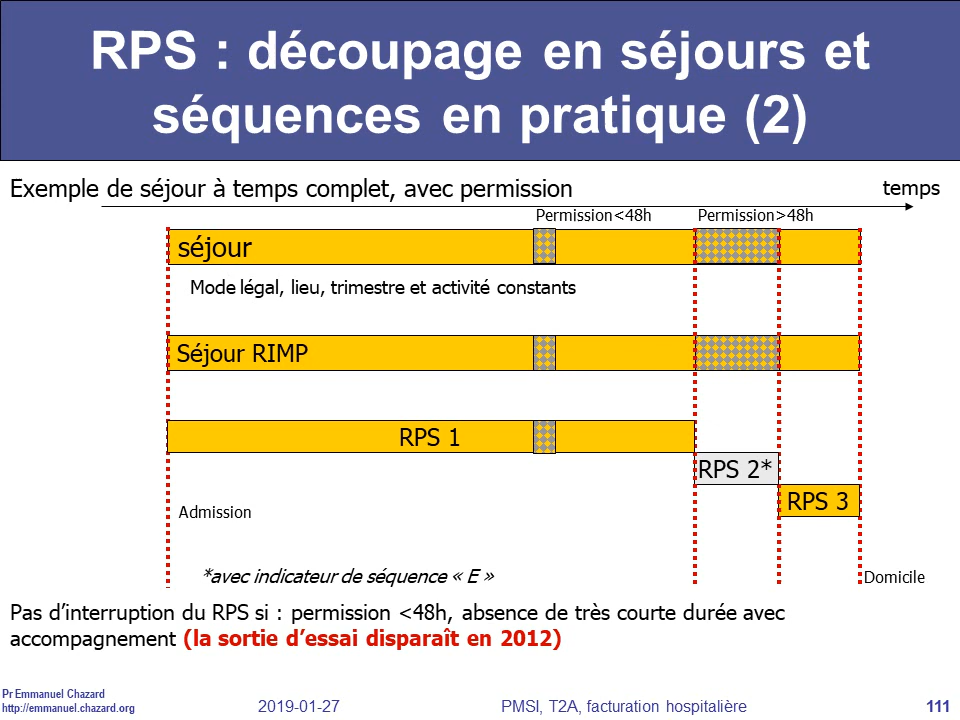 RPS : découpage en séjours et
séquences en pratique (2)
Exemple de séjour à temps complet, avec permission
temps
Permission<48h
Permission>48h
séjour
Mode légal, lieu, trimestre et activité constants
Séjour RIMP
RPS 1
RPS 2*
RPS 3
Admission
*avec indicateur de séquence « E »
Domicile
Pas d’interruption du RPS si : permission <48h, absence de très courte durée avec
accompagnement (la sortie d’essai disparaît en 2012)
Pr Emmanuel Chazard
http://emmanuel.chazard.org
2019-01-27
PMSI, T2A, facturation hospitalière
111